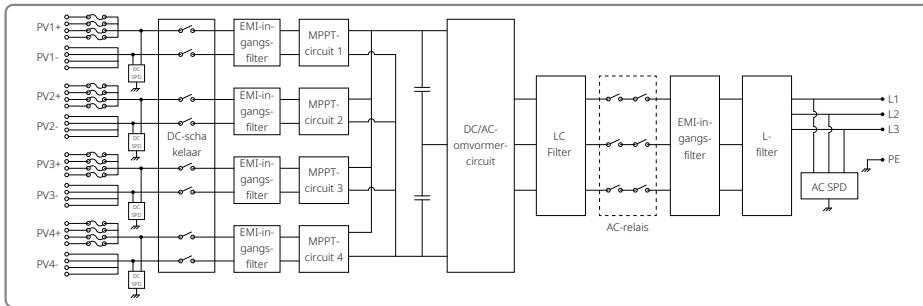 PV1+
PV1-
DC
SPD
PV2+
PV2-
DC
SPD
PV3+
PV3-
DC
SPD
PV4+
PV4-
DC
SPD
DC-scha
kelaar
EMI-in-
gangs-
filter
EMI-in-
gangs-
filter
EMI-in-
gangs-
filter
EMI-in-
gangs-
filter
MPPT-
circuit 1
MPPT-
circuit 2
MPPT-
circuit 3
MPPT-
circuit 4
DC/AC-
omvormer-
circuit
LC
Filter
AC-relais
EMI-in-
gangs-
filter
L-
filter
L1
L2
L3
PE
AC SPD